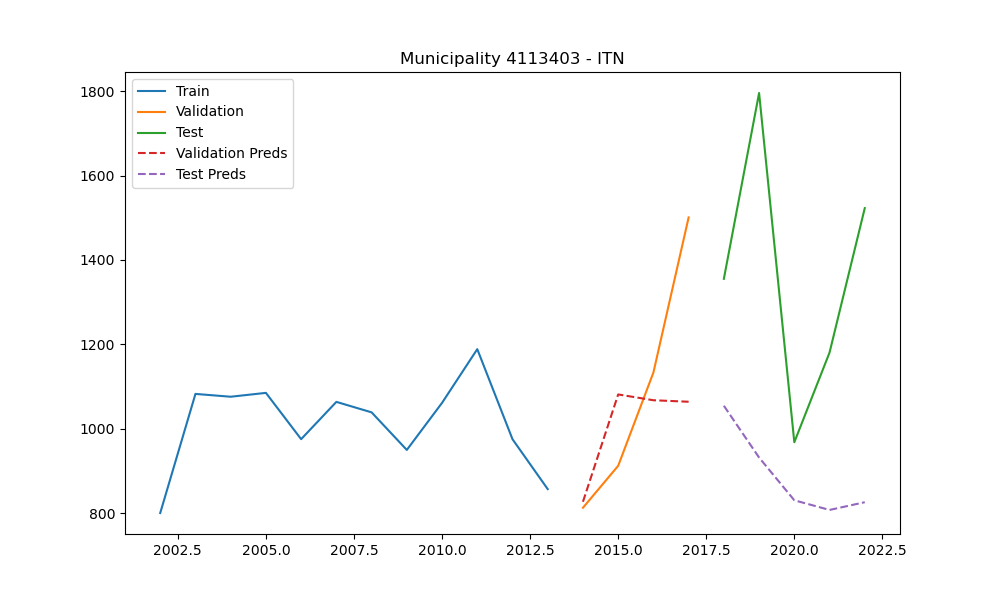 Municipality 4113403 - ITN
Train
Validation
Test
Validation Preds
Test Preds
1800
1600
1400
1200
1000
800
2002.5 2005.0 2007.5 2010.0 2012.5 2015.0 2017.5 2020.0 2022.5